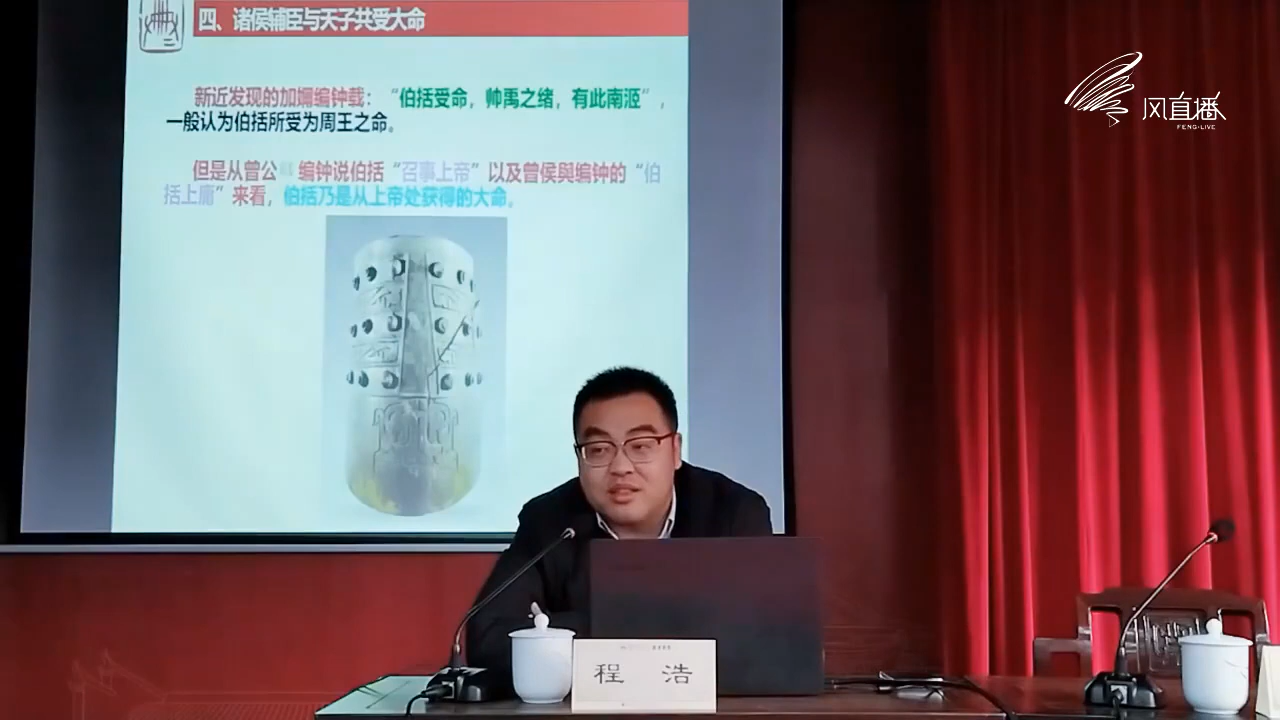 四、诸侯辅臣与天子共受大命
新近发现的加嬭编钟载：“伯括受命，帅禹之绪，有此南洍”，
一般认为伯括所受为周王之命。
但是从曾公 编钟说伯括“召事上帝”以及曾侯與编钟的“伯
括上庸”来看，伯括乃是从上帝处获得的大命。
风直播
FENG·LIVE
程 浩